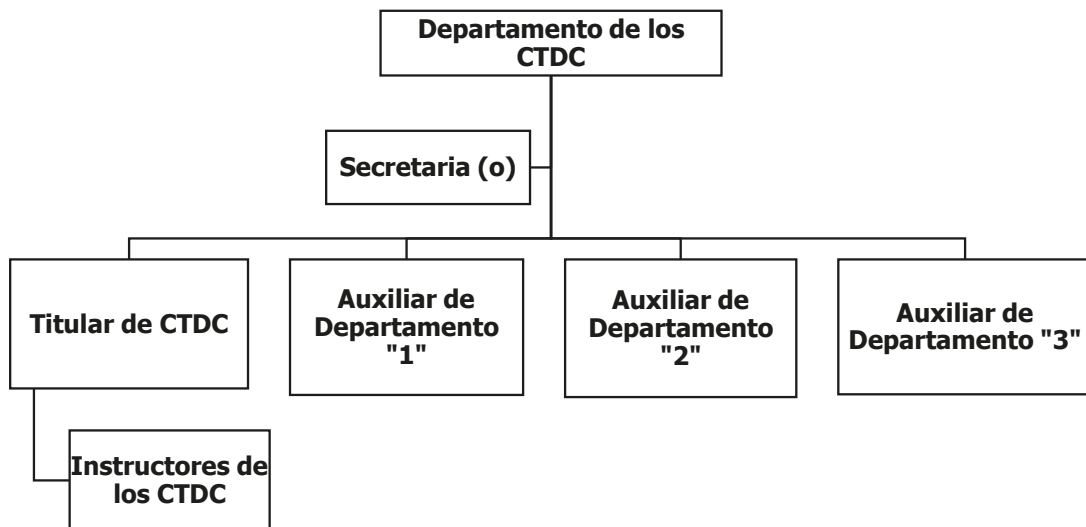 Departamento de los
CTDC
Secretaria (o)
Titular de CTDC
Auxiliar de
Departamento
"1"
Auxiliar de
Departamento
"2"
Auxiliar de
Departamento "3"
Instructores de
los CTDC